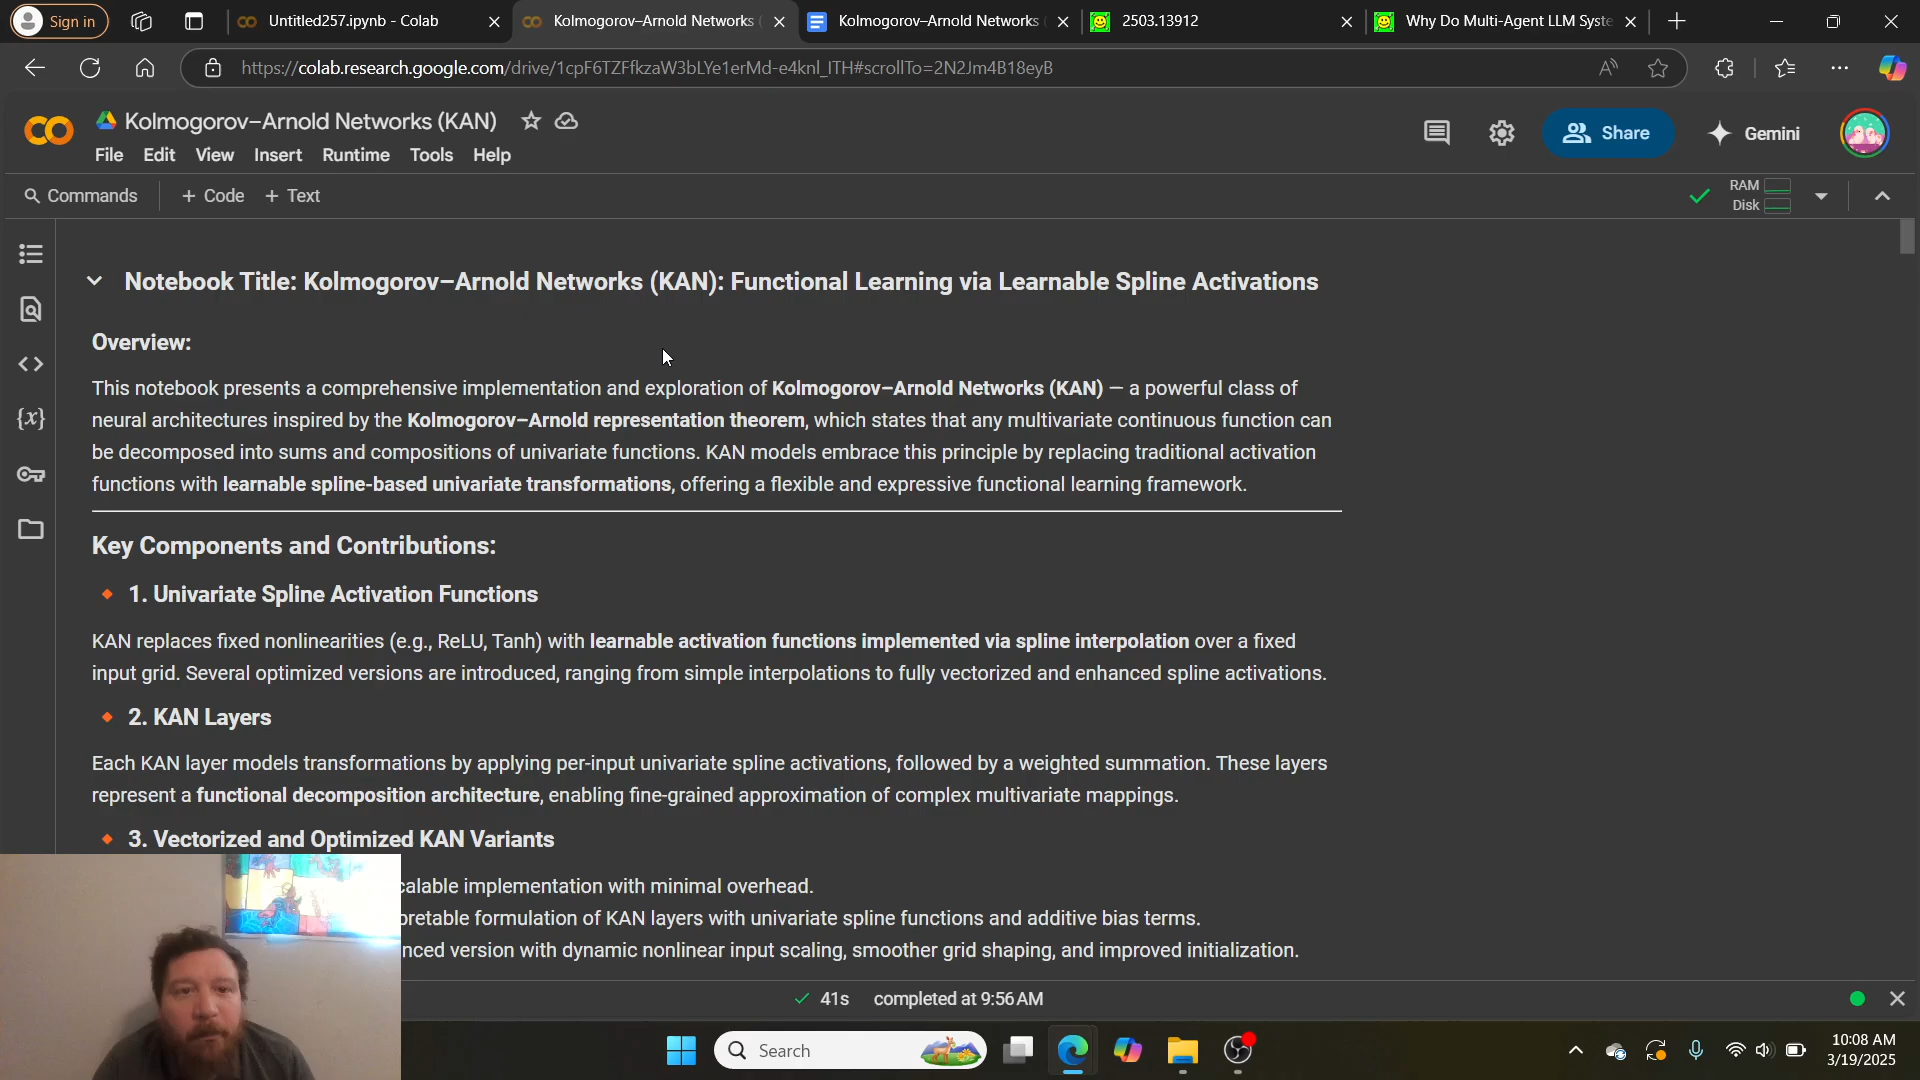 Sign in
Untitled257.ipynb - Colab
Kolmogorov–Arnold Networks (
Kolmogorov–Arnold Networks (
2503.13912
Why Do Multi-Agent LLM Syste
https://colab.research.google.com/drive/1cpF6TZFfkzaW3bLYe1erMd-e4knl_ITH#scrollTo=2N2Jm4B18eyB
Kolmogorov–Arnold Networks (KAN)
Share
Gemini
File Edit View Insert Runtime Tools Help
Commands + Code + Text
RAM
Disk
Notebook Title: Kolmogorov–Arnold Networks (KAN): Functional Learning via Learnable Spline Activations
Overview:
This notebook presents a comprehensive implementation and exploration of Kolmogorov–Arnold Networks (KAN) — a powerful class of
neural architectures inspired by the Kolmogorov–Arnold representation theorem, which states that any multivariate continuous function can
be decomposed into sums and compositions of univariate functions. KAN models embrace this principle by replacing traditional activation
functions with learnable spline-based univariate transformations, offering a flexible and expressive functional learning framework.
Key Components and Contributions:
1. Univariate Spline Activation Functions
KAN replaces fixed nonlinearities (e.g., ReLU, Tanh) with learnable activation functions implemented via spline interpolation over a fixed
input grid. Several optimized versions are introduced, ranging from simple interpolations to fully vectorized and enhanced spline activations.
2. KAN Layers
Each KAN layer models transformations by applying per-input univariate spline activations, followed by a weighted summation. These layers
represent a functional decomposition architecture, enabling fine-grained approximation of complex multivariate mappings.
3. Vectorized and Optimized KAN Variants
calable implementation with minimal overhead.
pretable formulation of KAN layers with univariate spline functions and additive bias terms.
nced version with dynamic nonlinear input scaling, smoother grid shaping, and improved initialization.
41s completed at 9:56 AM
Search
10:08 AM
3/19/2025